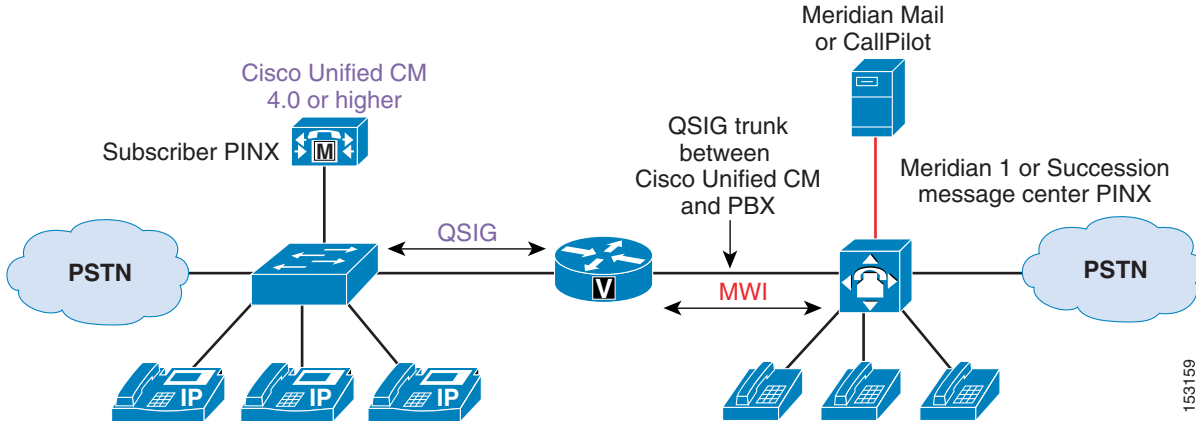 Meridian Mail
or CallPilot
Cisco Unified CM
4.0 or higher
Subscriber PINX
M
QSIG trunk
between
Cisco Unified CM
and PBX
Meridian 1 or Succession
message center PINX
PSTN
QSIG
V
MWI
PSTN
IP
IP
IP
153159